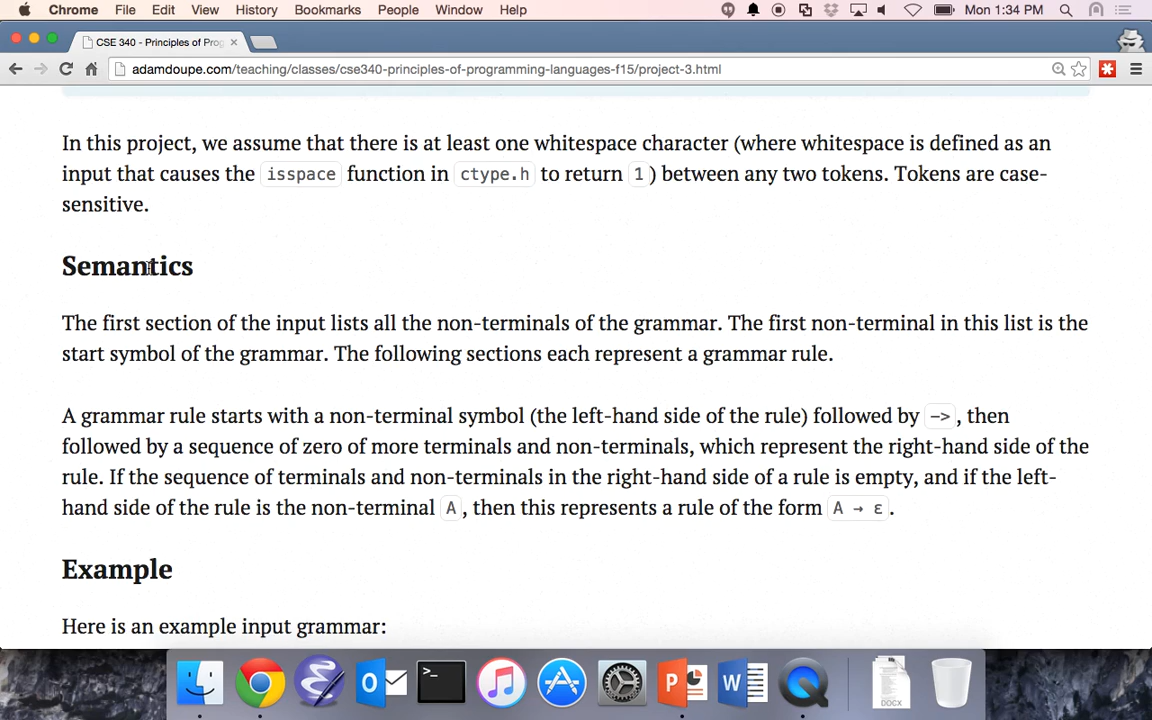 Chrome File Edit View History Bookmarks People Window Help Mon 1:34 PM
CSE 340 - Principles of Prog
adamdoupe.com/teaching/classes/cse340-principles-of-programming-languages-f15/project-3.html
In this project, we assume that there is at least one whitespace character (where whitespace is defined as an
input that causes the isspace function in ctype.h to return 1 ) between any two tokens. Tokens are case-
sensitive.
Semantics
The first section of the input lists all the non-terminals of the grammar. The first non-terminal in this list is the
start symbol of the grammar. The following sections each represent a grammar rule.
A grammar rule starts with a non-terminal symbol (the left-hand side of the rule) followed by -> , then
followed by a sequence of zero of more terminals and non-terminals, which represent the right-hand side of the
rule. If the sequence of terminals and non-terminals in the right-hand side of a rule is empty, and if the left-
hand side of the rule is the non-terminal A , then this represents a rule of the form A → ε .
Example
Here is an example input grammar:
DOCX